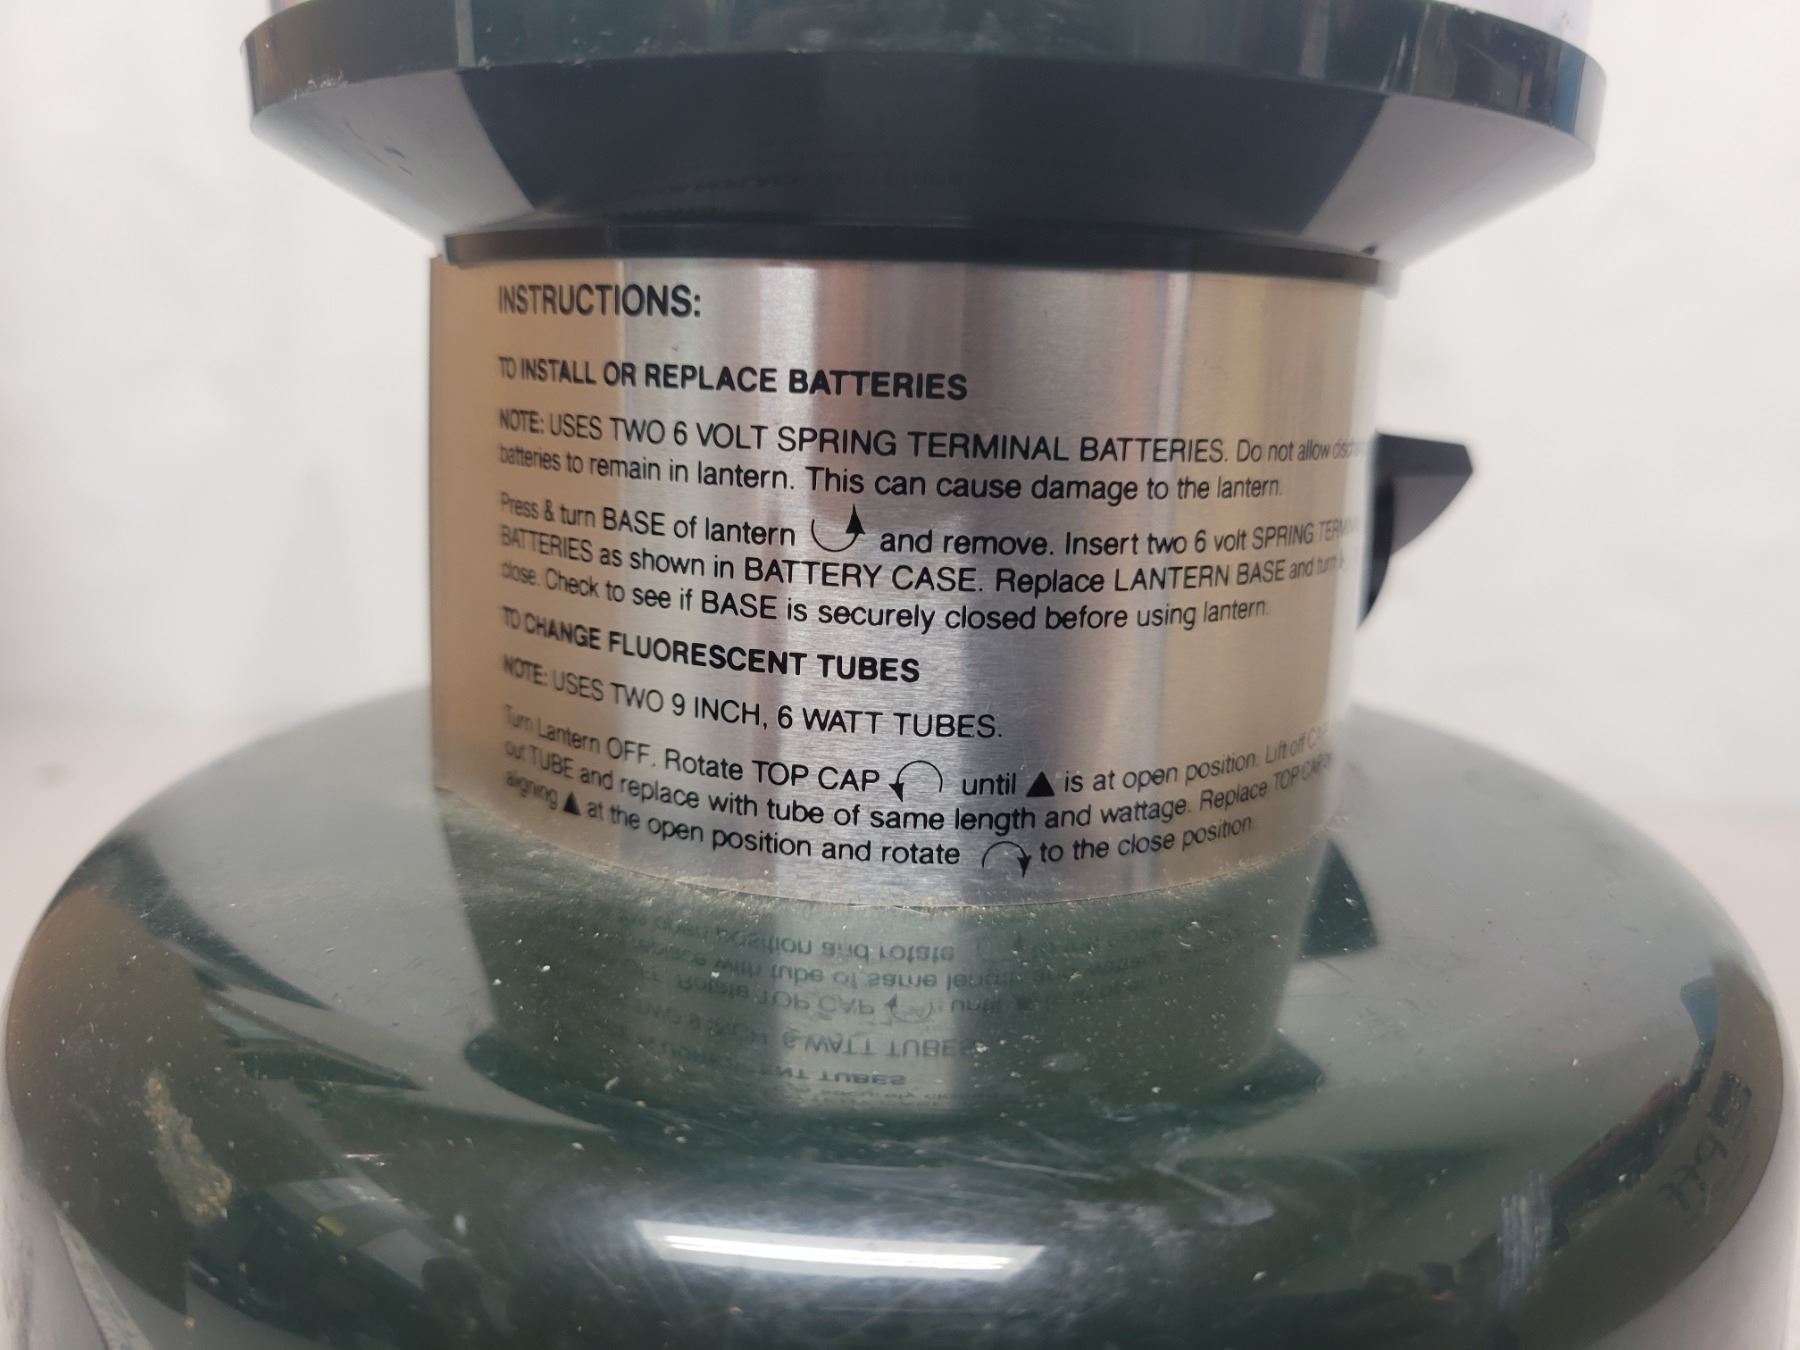 INSTRUCTIONS:
TO INSTALL OR REPLACE BATTERIES
NOTE: USES TWO 6 VOLT SPRING TERMINAL BATTERIES. Do not allow
batteries to remain in lantern. This can cause damage to the lantern.
Press & turn BASE of lantern and remove. Insert two 6 volt SPRING
BATTERIES as shown in BATTERY CASE. Replace LANTERN BASE and turn
close. Check to see if BASE is securely closed before using lantern.
TO CHANGE FLUORESCENT TUBES
NOTE: USES TWO 9 INCH, 6 WATT TUBES.
Turn Lantern OFF. Rotate TOP CAP until ▲ is at open position. Lift off
out TUBE and replace with tube of same length and wattage. Replace TOP CAP
aligning ▲ at the open position and rotate to the close position.